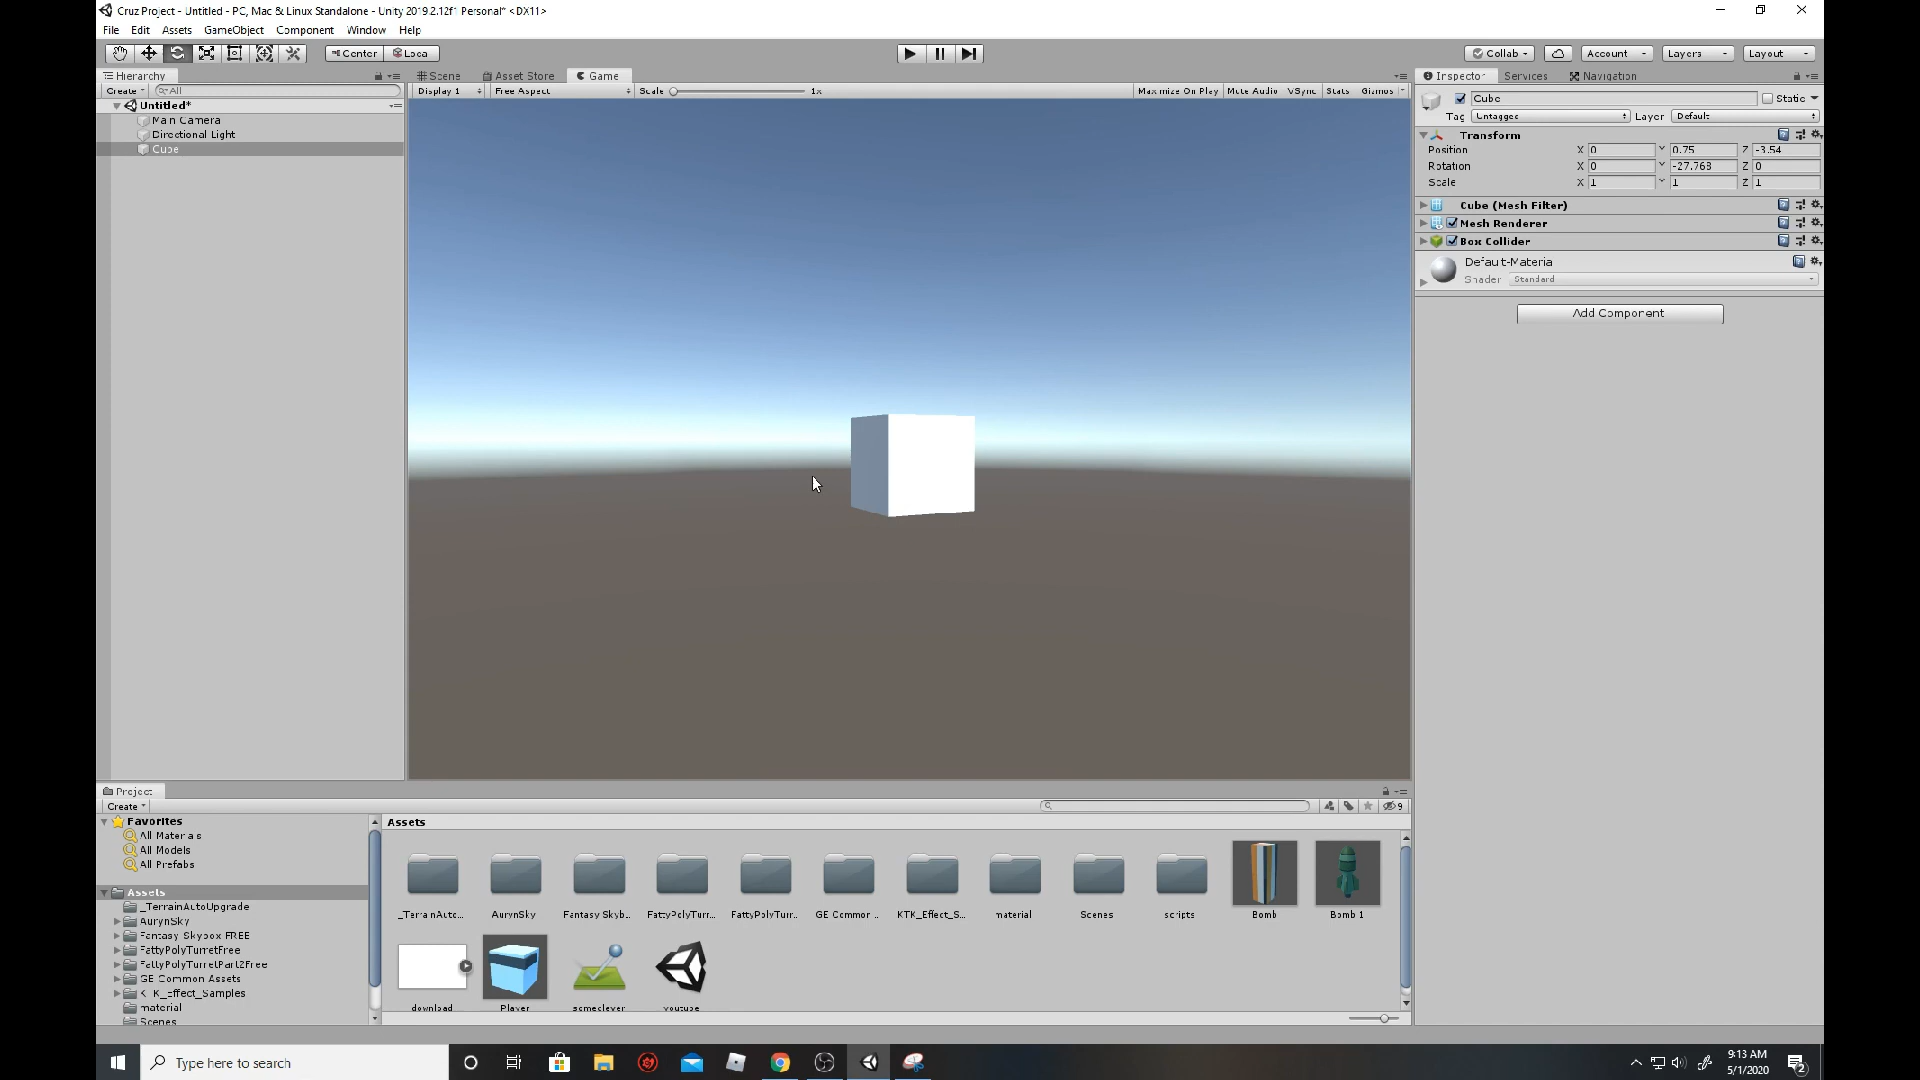 Cruz Project - Untitled - PC, Mac & Linux Standalone - Unity 2019.2.12f1 Personal* <DX11>
File Edit Assets GameObject Component Window Help
Center Loca
Collab Account Layers Layout
Hierarchy
Scene Asset Store Game
Inspector Services Navigation
Create All
Display 1 Free Aspect Scale 1x Maximize On Play Mute Audio VSync Stats Gizmos
Untitled*
Main Camera
Directional Light
Cube
Cube Static
Tag Untagged Layer Default
Transform
Position X 0 Y 0.75 Z -3.54
Rotation X 0 Y -27.768 Z 0
Scale X 1 Y 1 Z 1
Cube (Mesh Filter)
Mesh Renderer
Box Collider
Default-Materia
Shader Standard
Add Component
Project
Create
9
Favorites
All Materials
All Models
All Prefabs
Assets
_TerrainAutoUpgrade
AurynSky
Fantasy Skybox FREE
FattyPolyTurretFree
FattyPolyTurretPart2Free
GE Common Assets
KTK_Effect_Samples
material
Scenes
Assets
_TerrainAuto... AurynSky Fantasy Skyb... FattyPolyTurr... FattyPolyTurr... GE Common ... KTK_Effect_S... material Scenes scripts Bomb Bomb 1
download Player gameclever youtube
Type here to search
9:13 AM
5/1/2020
2